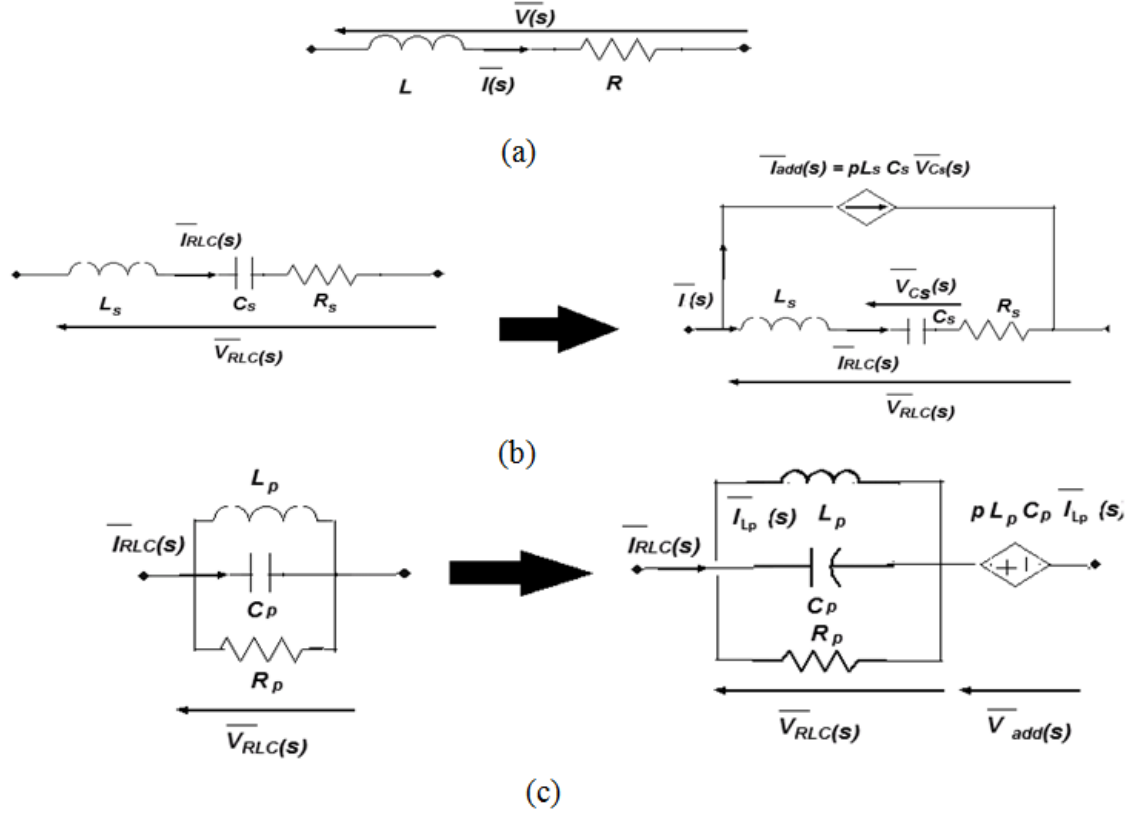 V(s)
L I(s) R
(a)
Iadd(s) = pLs Cs VCs(s)
IRLC(s)
Ls Cs Rs
VRLC(s)
I (s) Ls VCs(s) Cs Rs
IRLC(s)
VRLC(s)
(b)
Lp
IRLC(s)
Cp
Rp
VRLC(s)
IRLC(s) ILp (s) Lp p Lp Cp ILp (s)
+ -
Cp
Rp
VRLC(s) V add(s)
(c)